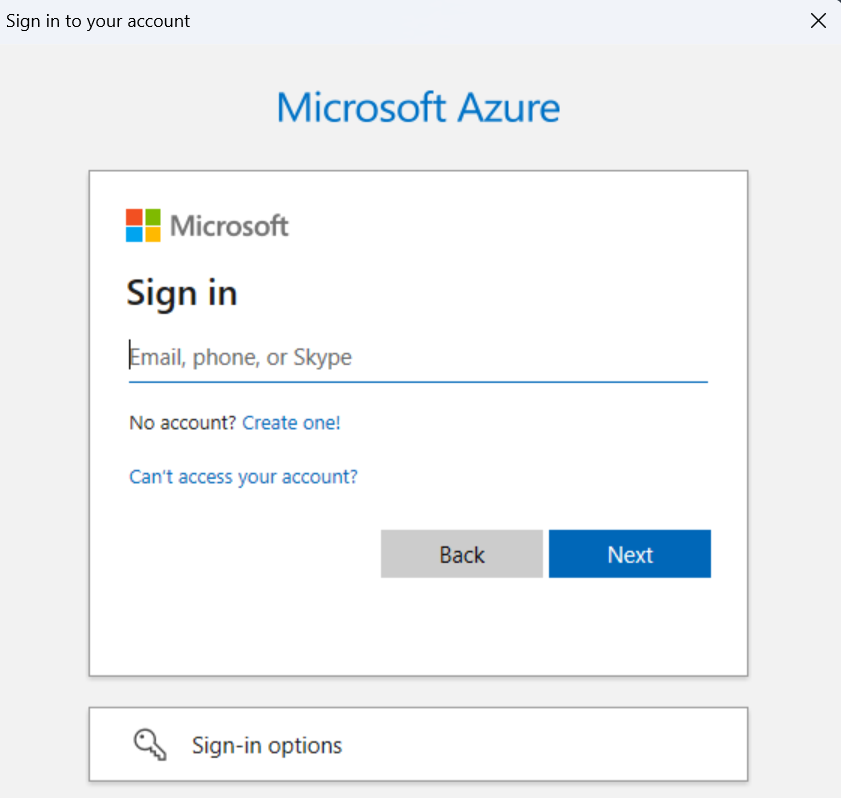 Sign in to your account
Microsoft Azure
Microsoft
Sign in
Email, phone, or Skype
No account? Create one!
Can't access your account?
Back Next
Sign-in options